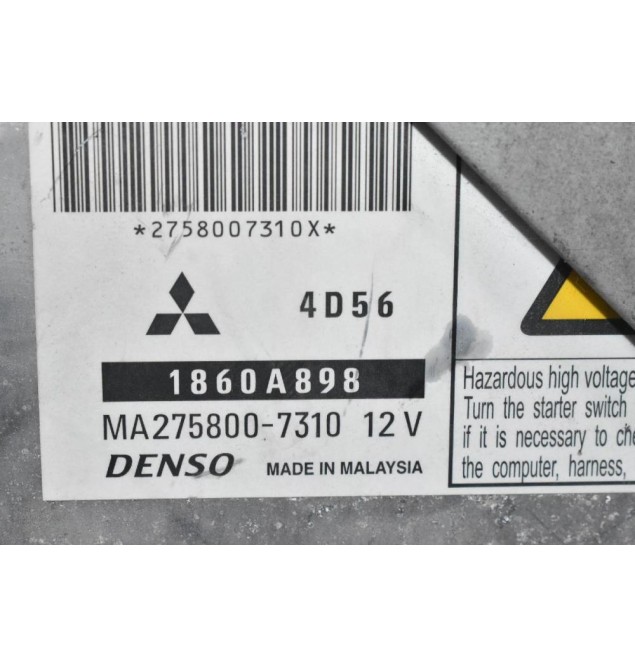 *2758007310X*
4D56
1860A898
MA275800-7310 12V
DENSO MADE IN MALAYSIA
Hazardous high voltage
Turn the starter switch
if it is necessary to
the computer, harness,